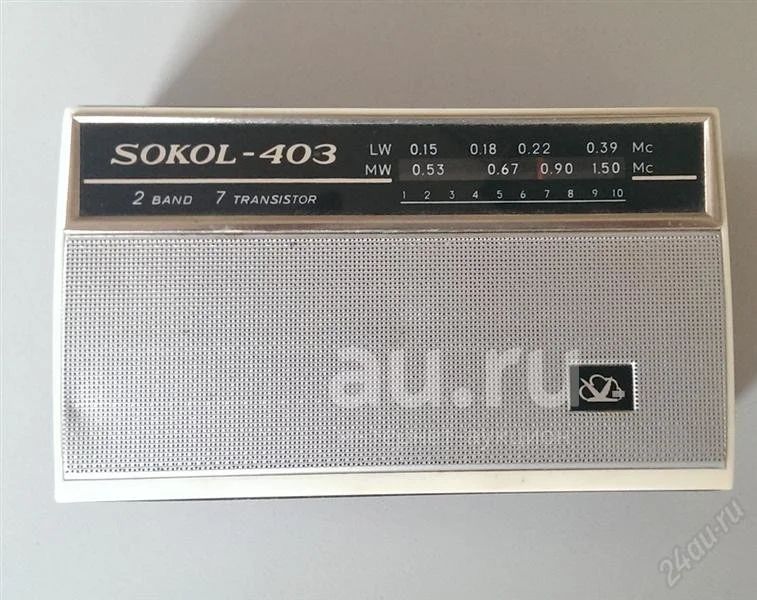 SOKOL-403
LW 0.15 0.18 0.22 0.39 Mc
MW 0.53 0.67 0.90 1.50 Mc
2 BAND 7 TRANSISTOR
1 2 3 4 5 6 7 8 9 10
au.ru
24au.ru